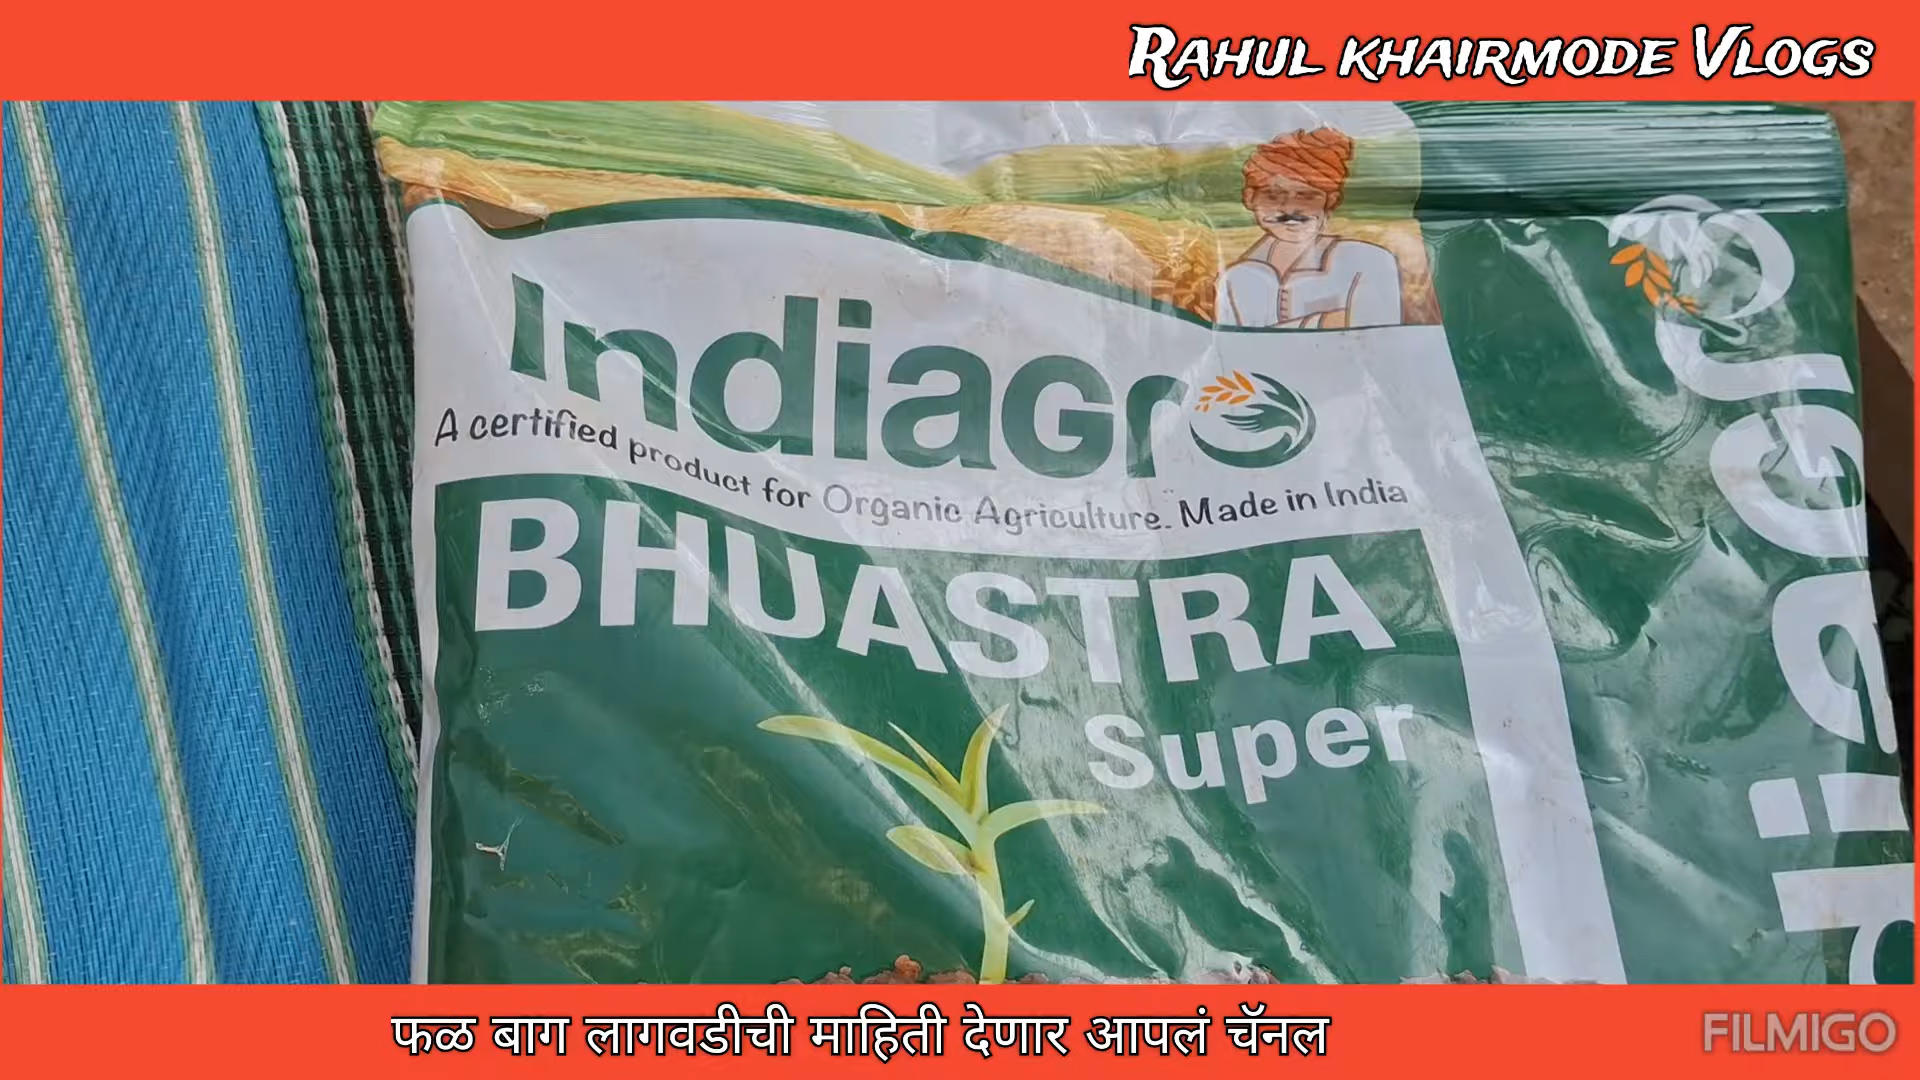 RAHUL KHAIRMODE VLOGS
IndiaGro
A certified product for Organic Agriculture. Made in India
BHUASTRA
Super
IndiaGro
फळ बाग लागवडीची माहिती देणार आपलं चॅनल
FILMIGO